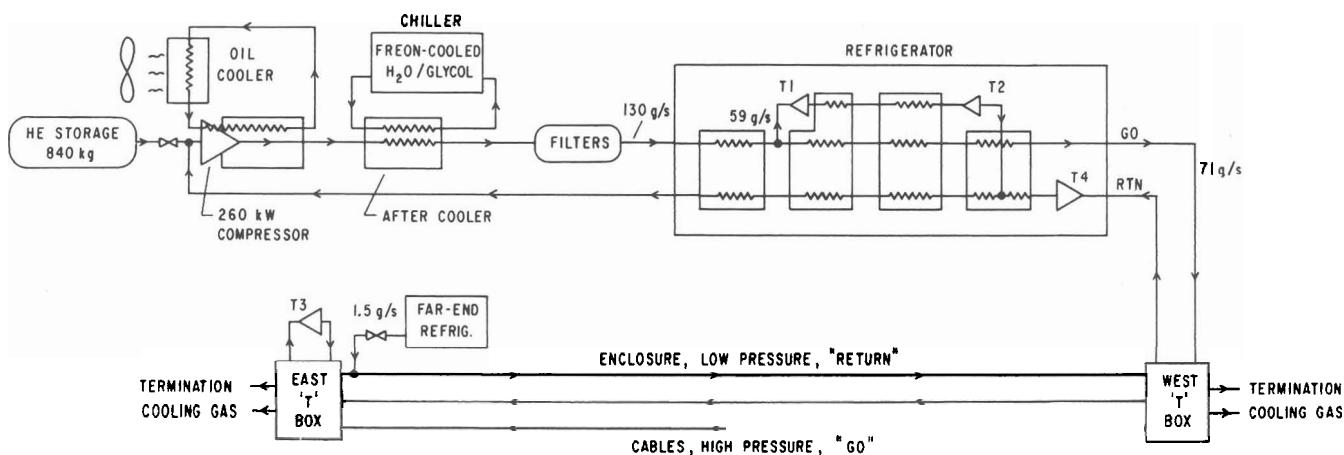 CHILLER
FREON-COOLED
H₂O/GLYCOL
OIL
COOLER
HE STORAGE
840 kg
260 kW
COMPRESSOR
AFTER COOLER
FILTERS
130 g/s
REFRIGERATOR
59 g/s
T1
T2
T4
GO
RTN
71 g/s
T3
1.5 g/s
FAR-END
REFRIG.
EAST
'T'
BOX
TERMINATION
COOLING GAS
ENCLOSURE, LOW PRESSURE, "RETURN"
CABLES, HIGH PRESSURE, "GO"
WEST
'T'
BOX
TERMINATION
COOLING GAS